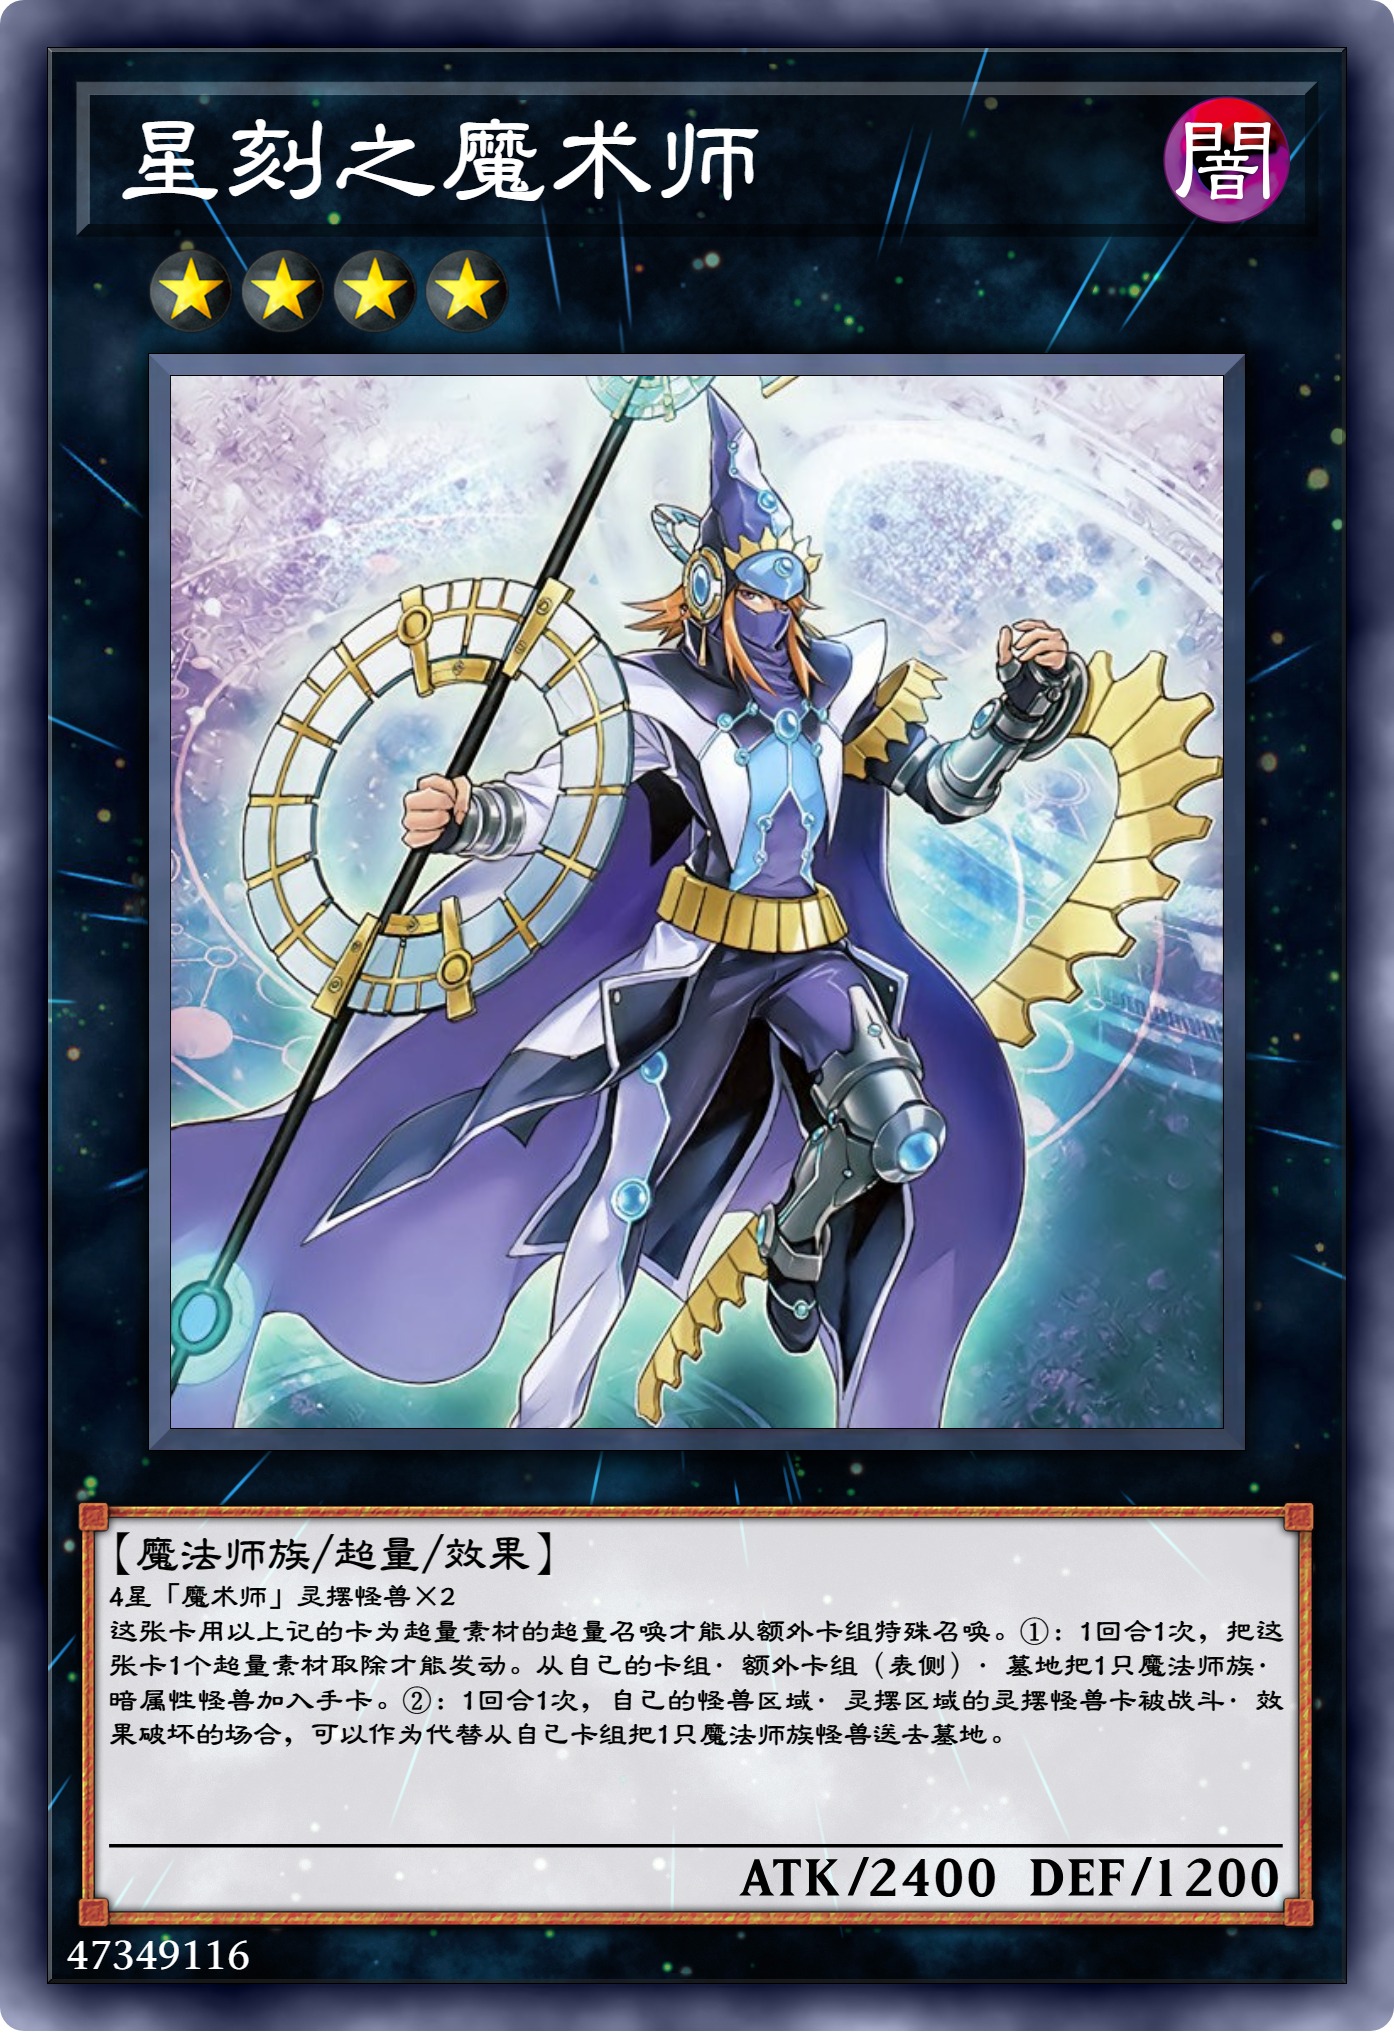 星刻之魔术师
闇
【魔法师族/超量/效果】
4星「魔术师」灵摆怪兽×2
这张卡用以上记的卡为超量素材的超量召唤才能从额外卡组特殊召唤。①：1回合1次，把这
张卡1个超量素材取除才能发动。从自己的卡组·额外卡组（表侧）·墓地把1只魔法师族·
暗属性怪兽加入手卡。②：1回合1次，自己的怪兽区域·灵摆区域的灵摆怪兽卡被战斗·效
果破坏的场合，可以作为代替从自己卡组把1只魔法师族怪兽送去墓地。
ATK/2400 DEF/1200
47349116